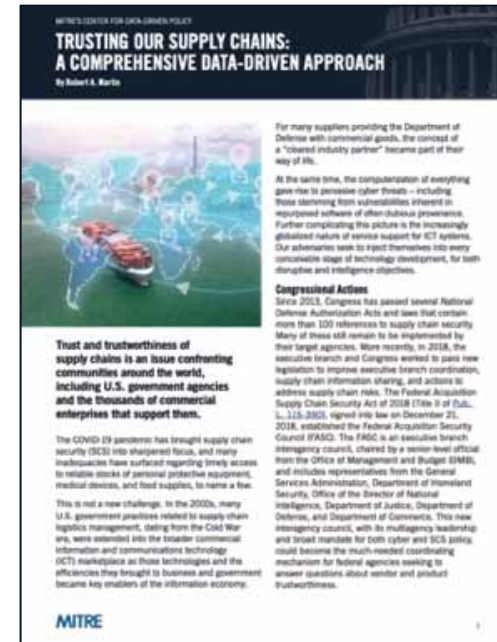 MITRE'S CENTER FOR DATA-DRIVEN POLICY
TRUSTING OUR SUPPLY CHAINS:
A COMPREHENSIVE DATA-DRIVEN APPROACH
By Robert A. Martin
Trust and trustworthiness of
supply chains is an issue confronting
communities around the world,
including U.S. government agencies
and the thousands of commercial
enterprises that support them.
The COVID-19 pandemic has brought supply chain
security (SCS) into sharpened focus, and many
inadequacies have surfaced regarding timely access
to reliable stocks of personal protective equipment,
medical devices, and food supplies, to name a few.
This is not a new challenge. In the 2000s, many
U.S. government practices related to supply chain
logistics management, dating from the Cold War
era, were extended into the broader commercial
information and communications technology
(ICT) marketplace as those technologies and the
efficiencies they brought to business and government
became key enablers of the information economy.
For many suppliers providing the Department of
Defense with commercial goods, the concept of
a "cleared industry partner" became part of their
way of life.
At the same time, the computerization of everything
gave rise to pervasive cyber threats – including
those stemming from vulnerabilities inherent in
repurposed software of often dubious provenance.
Further complicating this picture is the increasingly
globalized nature of service support for ICT systems.
Our adversaries seek to inject themselves into every
conceivable stage of technology development, for both
disruptive and intelligence objectives.
Congressional Actions
Since 2013, Congress has passed several National
Defense Authorization Acts and laws that contain
more than 100 references to supply chain security.
Many of these still remain to be implemented by
their target agencies. More recently, in 2018, the
executive branch and Congress worked to pass new
legislation to improve executive branch coordination,
supply chain information sharing, and actions to
address supply chain risks. The Federal Acquisition
Supply Chain Security Act of 2018 (Title II of Pub.
L. 115-390), signed into law on December 21,
2018, established the Federal Acquisition Security
Council (FASC). The FASC is an executive branch
interagency council, chaired by a senior-level official
from the Office of Management and Budget (OMB),
and includes representatives from the General
Services Administration, Department of Homeland
Security, Office of the Director of National
Intelligence, Department of Justice, Department of
Defense, and Department of Commerce. This new
interagency council, with its multiagency leadership
and broad mandate for both cyber and SCS policy,
could become the much-needed coordinating
mechanism for federal agencies seeking to
answer questions about vendor and product
trustworthiness.
MITRE